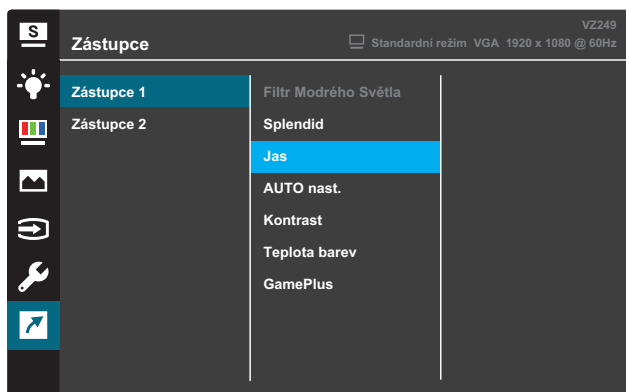 S
VZ249
Zástupce
Standardní režim VGA 1920 x 1080 @ 60Hz
Zástupce 1
Zástupce 2
Filtr Modrého Světla
Splendid
Jas
AUTO nast.
Kontrast
Teplota barev
GamePlus